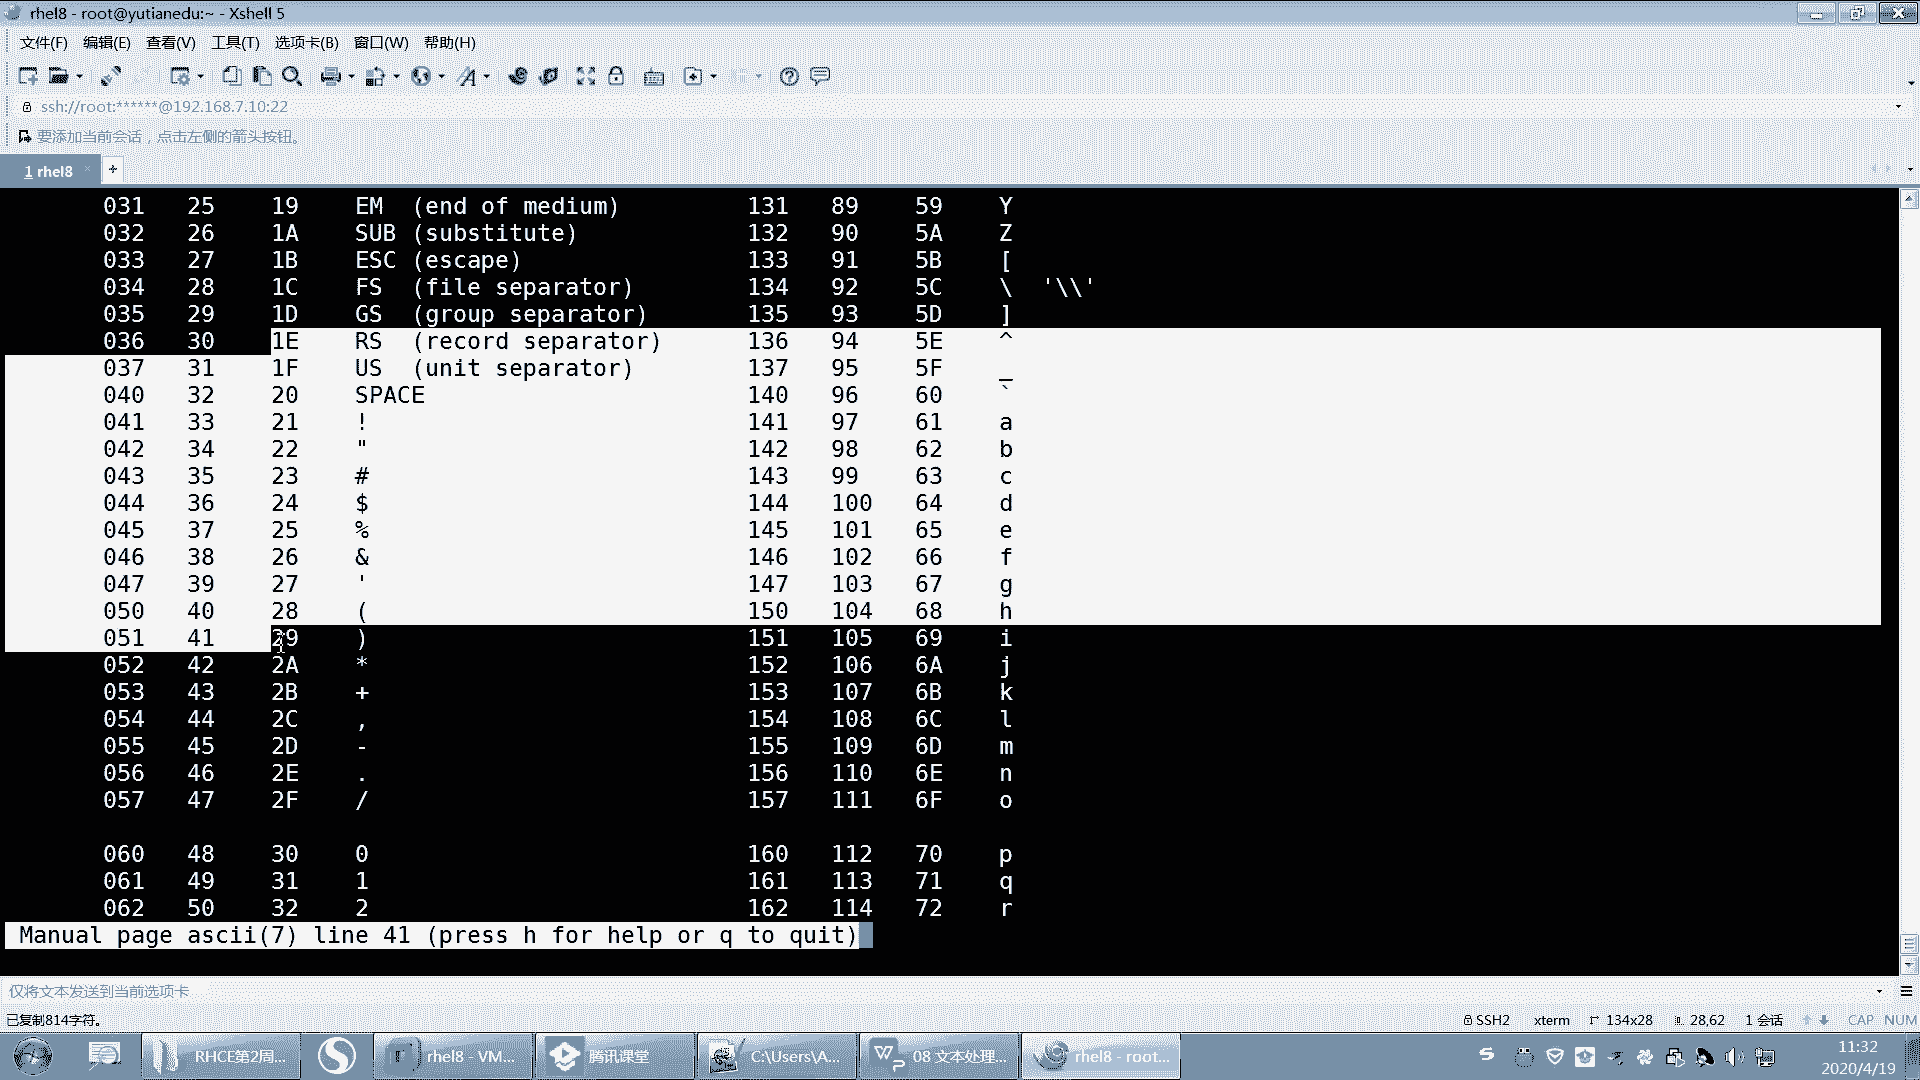 rhel8 - root@yutianedu:~ - Xshell 5
文件(F) 编辑(E) 查看(V) 工具(T) 选项卡(B) 窗口(W) 帮助(H)
ssh://root:******@192.168.7.10:22
要添加当前会话，点击左侧的箭头按钮。
1 rhel8
031 25 19 EM (end of medium) 131 89 59 Y
032 26 1A SUB (substitute) 132 90 5A Z
033 27 1B ESC (escape) 133 91 5B [
034 28 1C FS (file separator) 134 92 5C \ '\\'
035 29 1D GS (group separator) 135 93 5D ]
036 30 1E RS (record separator) 136 94 5E ^
037 31 1F US (unit separator) 137 95 5F _
040 32 20 SPACE 140 96 60 `
041 33 21 ! 141 97 61 a
042 34 22 " 142 98 62 b
043 35 23 # 143 99 63 c
044 36 24 $ 144 100 64 d
045 37 25 % 145 101 65 e
046 38 26 & 146 102 66 f
047 39 27 ' 147 103 67 g
050 40 28 ( 150 104 68 h
051 41 29 ) 151 105 69 i
052 42 2A * 152 106 6A j
053 43 2B + 153 107 6B k
054 44 2C , 154 108 6C l
055 45 2D - 155 109 6D m
056 46 2E . 156 110 6E n
057 47 2F / 157 111 6F o
060 48 30 0 160 112 70 p
061 49 31 1 161 113 71 q
062 50 32 2 162 114 72 r
Manual page ascii(7) line 41 (press h for help or q to quit)
仅将文本发送到当前选项卡
已复制814字符。 SSH2 xterm 134x28 28,62 1 会话 CAP NUM
RHCE第2周... rhel8 - VM... 腾讯课堂 C:\Users\A... 08 文本处理... rhel8 - root... 11:32
2020/4/19